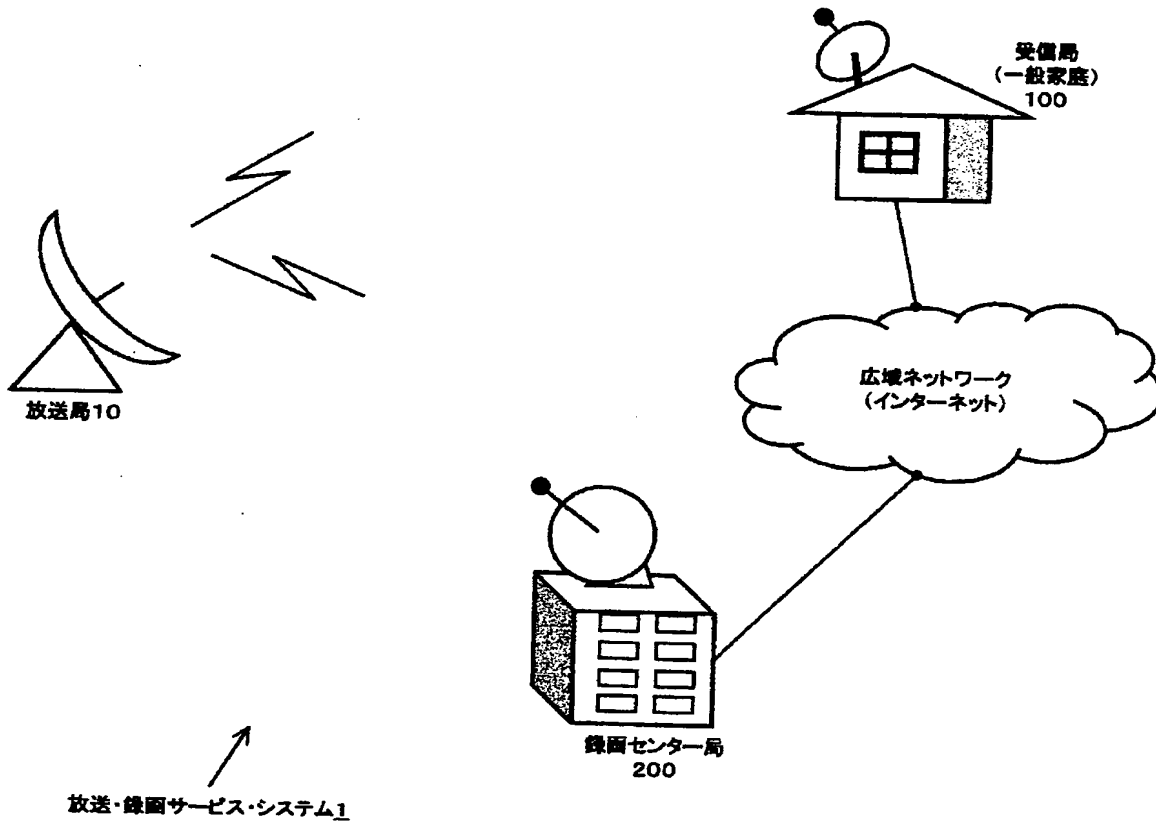 受信局
(一般家庭)
100
広域ネットワーク
(インターネット)
放送局10
録画センター局
200
放送・録画サービス・システム1